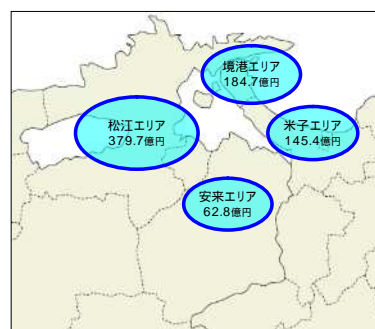 境港エリア
184.7億円
松江エリア
379.7億円
米子エリア
145.4億円
安来エリア
62.8億円